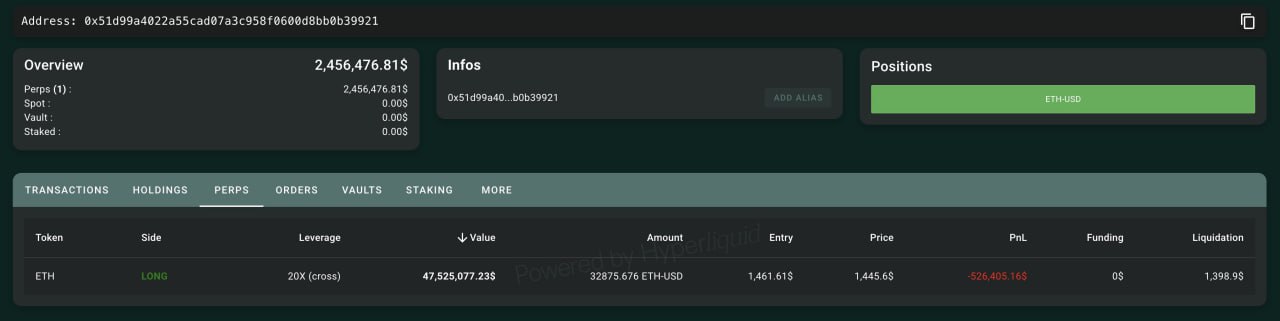 Address: 0x51d99a4022a55cad07a3c958f0600d8bb0b39921
Overview 2,456,476.81$
Perps (1) : 2,456,476.81$
Spot : 0.00$
Vault : 0.00$
Staked : 0.00$
Infos
0x51d99a40...b0b39921 ADD ALIAS
Positions
ETH-USD
TRANSACTIONS HOLDINGS PERPS ORDERS VAULTS STAKING MORE
Token Side Leverage Value Amount Entry Price PnL Funding Liquidation
ETH LONG 20X (cross) 47,525,077.23$ 32875.676 ETH-USD 1,461.61$ 1,445.6$ -526,405.16$ 0$ 1,398.9$
Powered by Hyperliquid